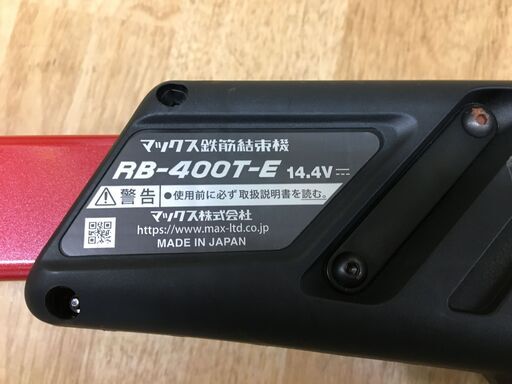 マックス鉄筋結束機
RB-400T-E 14.4V
警告 ●使用前に必ず取扱説明書を読む。
マックス株式会社
https://www.max-ltd.co.jp
MADE IN JAPAN